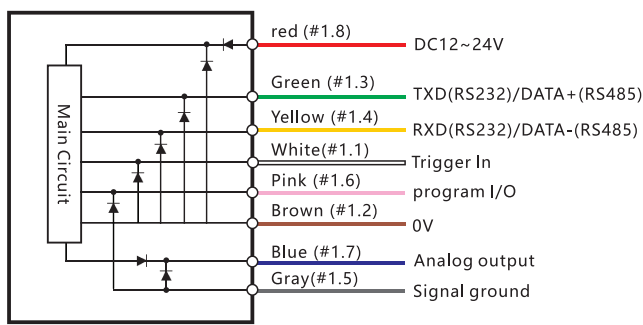 Main Circuit
red (#1.8) DC12~24V
Green (#1.3) TXD(RS232)/DATA+(RS485)
Yellow (#1.4) RXD(RS232)/DATA-(RS485)
White(#1.1) Trigger In
Pink (#1.6) program I/O
Brown (#1.2) 0V
Blue (#1.7) Analog output
Gray(#1.5) Signal ground